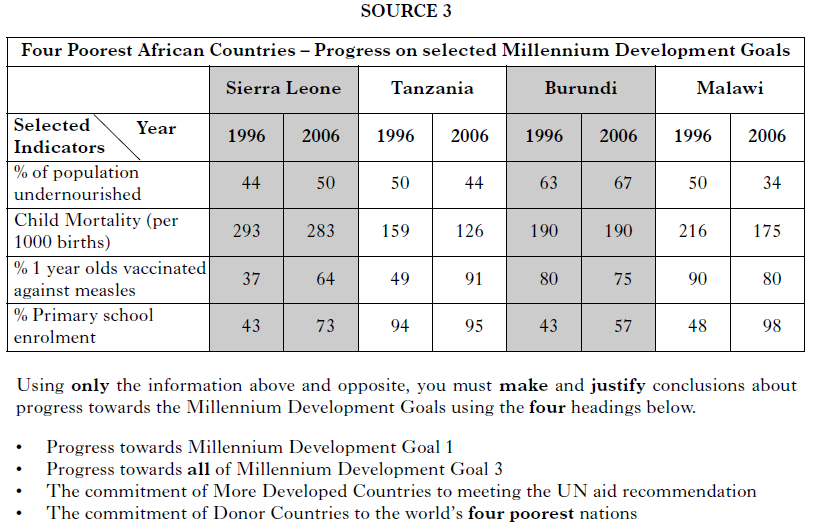 SOURCE 3
Four Poorest African Countries – Progress on selected Millennium Development Goals
Sierra Leone Tanzania Burundi Malawi
Selected Indicators Year 1996 2006 1996 2006 1996 2006 1996 2006
% of population undernourished 44 50 50 44 63 67 50 34
Child Mortality (per 1000 births) 293 283 159 126 190 190 216 175
% 1 year olds vaccinated against measles 37 64 49 91 80 75 90 80
% Primary school enrolment 43 73 94 95 43 57 48 98
Using only the information above and opposite, you must make and justify conclusions about
progress towards the Millennium Development Goals using the four headings below.
• Progress towards Millennium Development Goal 1
• Progress towards all of Millennium Development Goal 3
• The commitment of More Developed Countries to meeting the UN aid recommendation
• The commitment of Donor Countries to the world's four poorest nations